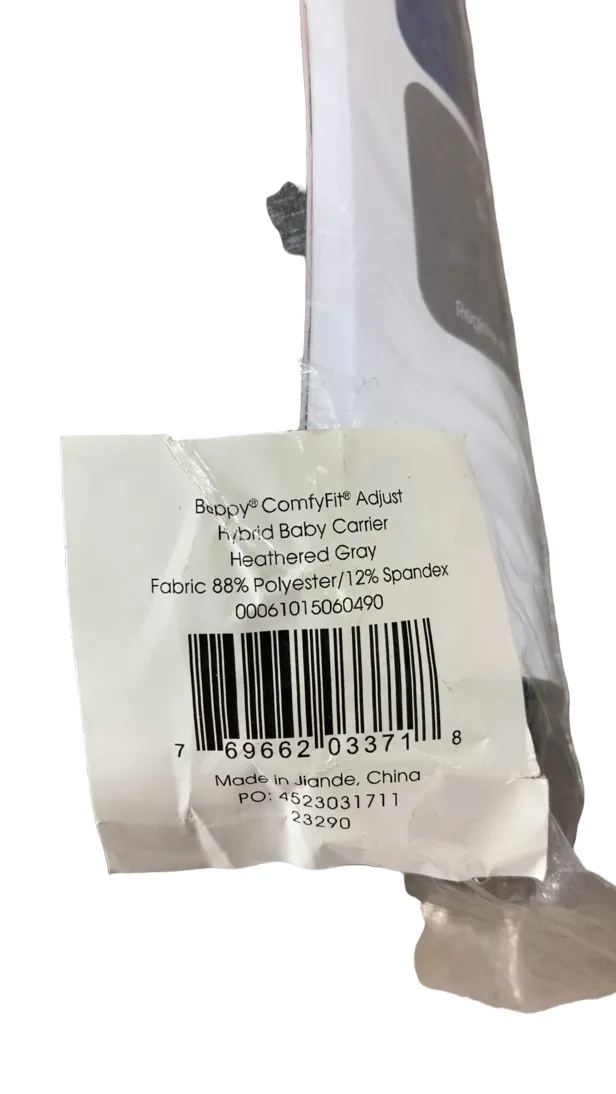 Boppy® ComfyFit® Adjust
Hybrid Baby Carrier
Heathered Gray
Fabric 88% Polyester/12% Spandex
00061015060490
7 69662 03371 8
Made in Jiande, China
PO: 4523031711
23290